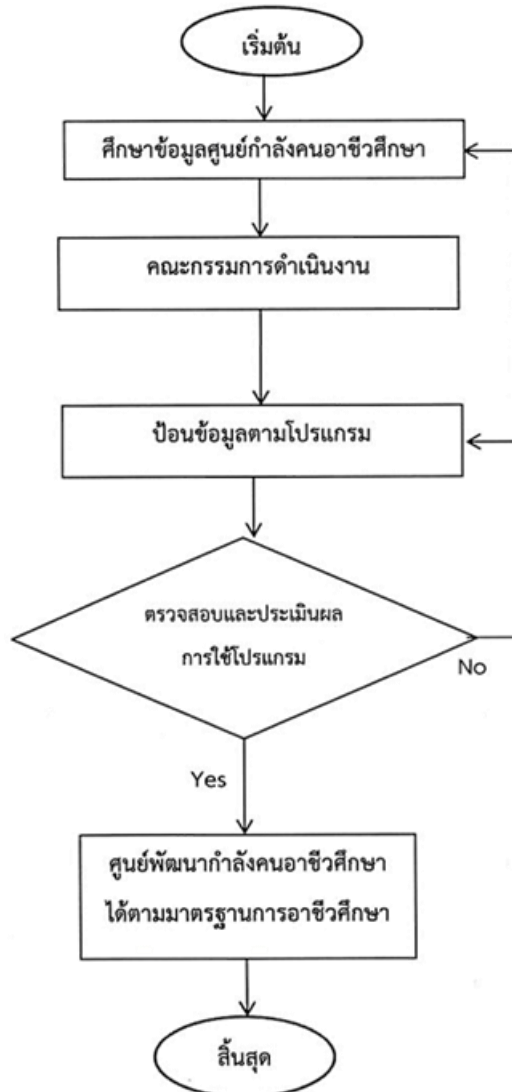 เริ่มต้น
ศึกษาข้อมูลศูนย์กำลังคนอาชีวศึกษา
คณะกรรมการดำเนินงาน
ป้อนข้อมูลตามโปรแกรม
ตรวจสอบและประเมินผล
การใช้โปรแกรม
No
Yes
ศูนย์พัฒนากำลังคนอาชีวศึกษา
ได้ตามมาตรฐานการอาชีวศึกษา
สิ้นสุด